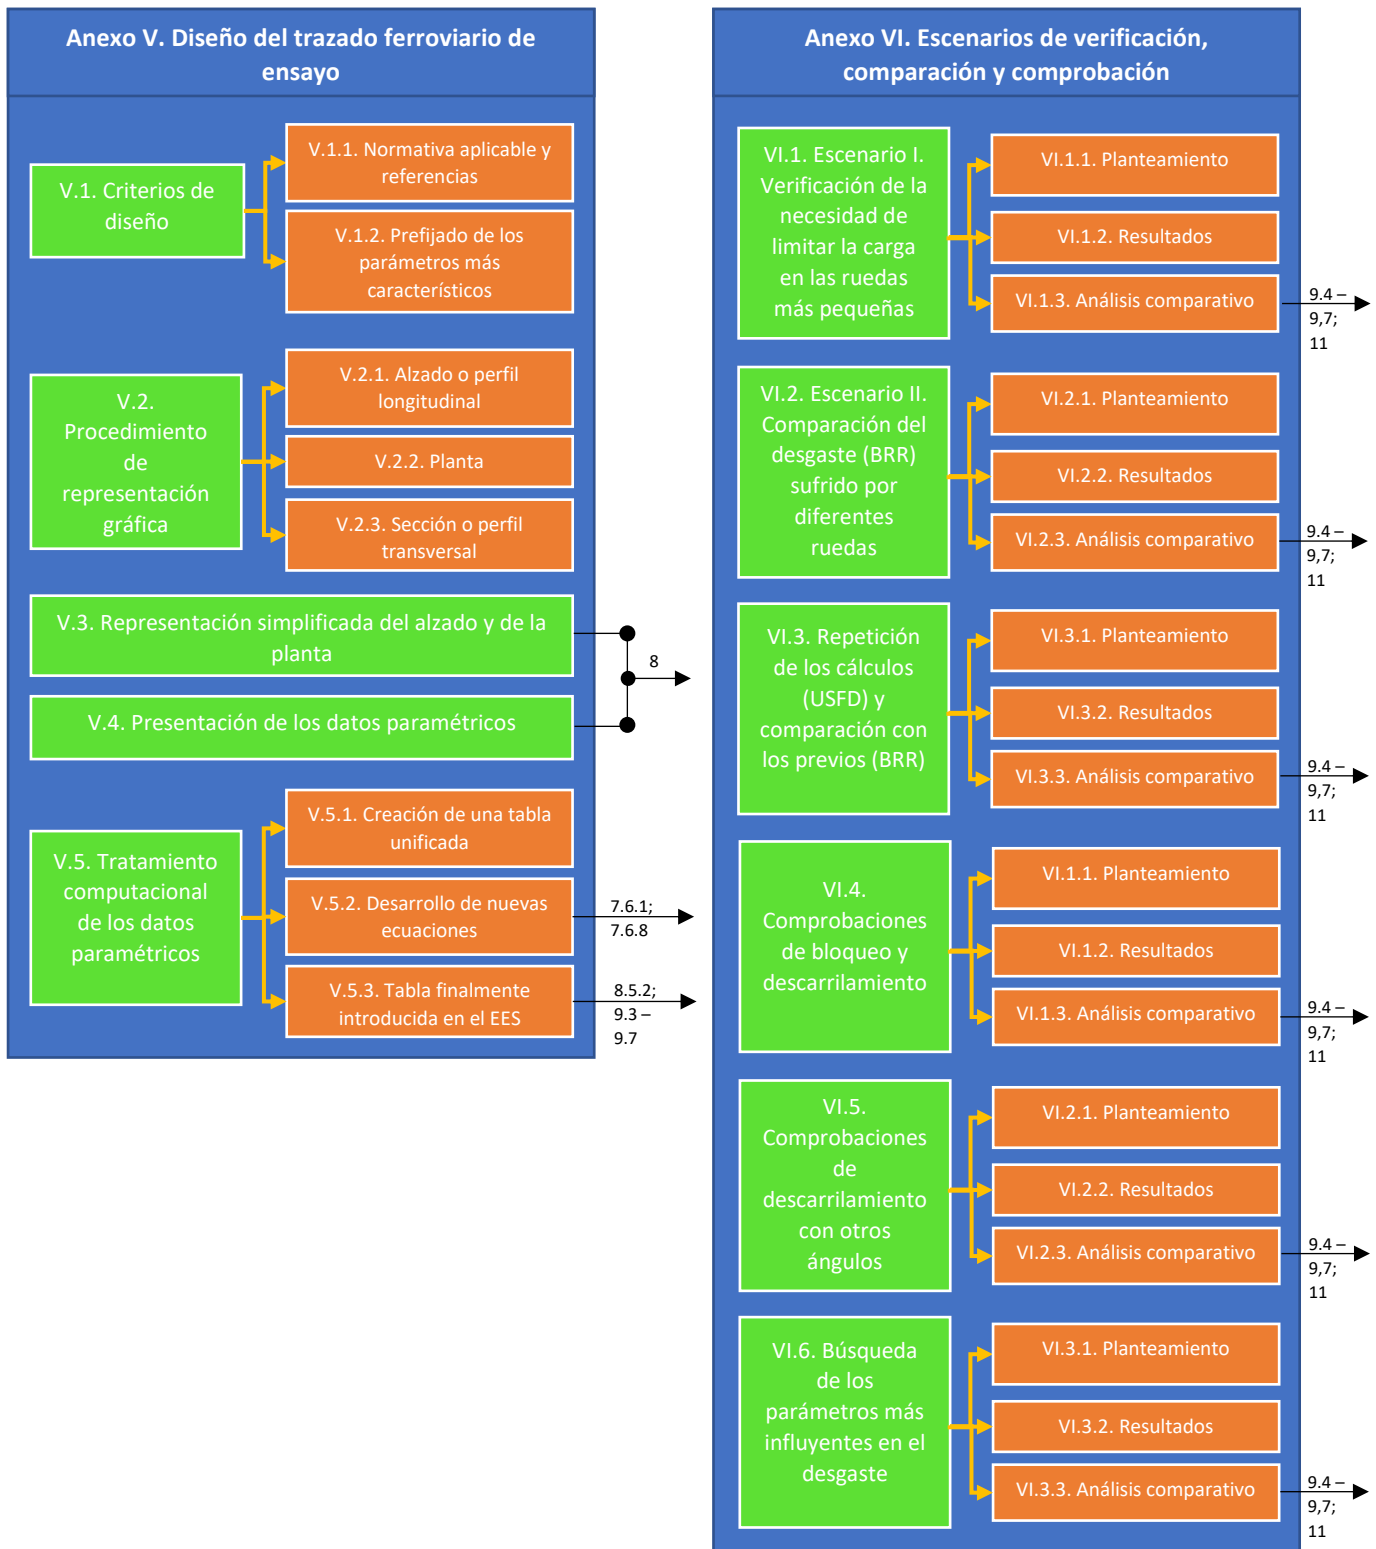 Anexo V. Diseño del trazado ferroviario de
ensayo
V.1. Criterios de
diseño
V.1.1. Normativa aplicable y
referencias
V.1.2. Prefijado de los
parámetros más
característicos
V.2.
Procedimiento
de
representación
gráfica
V.2.1. Alzado o perfil
longitudinal
V.2.2. Planta
V.2.3. Sección o perfil
transversal
V.3. Representación simplificada del alzado y de la
planta
V.4. Presentación de los datos paramétricos
8
V.5. Tratamiento
computacional
de los datos
paramétricos
V.5.1. Creación de una tabla
unificada
V.5.2. Desarrollo de nuevas
ecuaciones
7.6.1;
7.6.8
V.5.3. Tabla finalmente
introducida en el EES
8.5.2;
9.3 –
9.7
Anexo VI. Escenarios de verificación,
comparación y comprobación
VI.1. Escenario I.
Verificación de la
necesidad de
limitar la carga
en las ruedas
más pequeñas
VI.1.1. Planteamiento
VI.1.2. Resultados
VI.1.3. Análisis comparativo
9.4 –
9,7;
11
VI.2. Escenario II.
Comparación del
desgaste (BRR)
sufrido por
diferentes
ruedas
VI.2.1. Planteamiento
VI.2.2. Resultados
VI.2.3. Análisis comparativo
9.4 –
9,7;
11
VI.3. Repetición
de los cálculos
(USFD) y
comparación con
los previos (BRR)
VI.3.1. Planteamiento
VI.3.2. Resultados
VI.3.3. Análisis comparativo
9.4 –
9,7;
11
VI.4.
Comprobaciones
de bloqueo y
descarrilamiento
VI.1.1. Planteamiento
VI.1.2. Resultados
VI.1.3. Análisis comparativo
9.4 –
9,7;
11
VI.5.
Comprobaciones
de
descarrilamiento
con otros
ángulos
VI.2.1. Planteamiento
VI.2.2. Resultados
VI.2.3. Análisis comparativo
9.4 –
9,7;
11
VI.6. Búsqueda
de los
parámetros más
influyentes en el
desgaste
VI.3.1. Planteamiento
VI.3.2. Resultados
VI.3.3. Análisis comparativo
9.4 –
9,7;
11